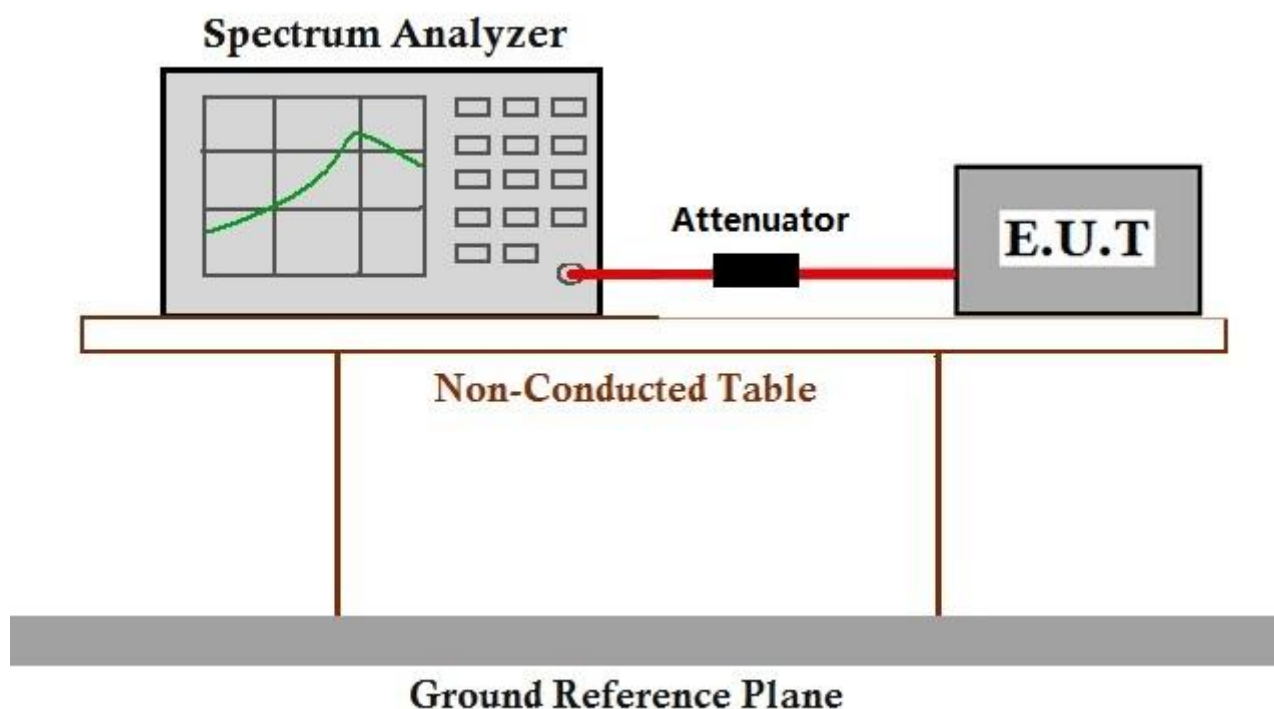 Spectrum Analyzer
Attenuator
E.U.T
Non-Conducted Table
Ground Reference Plane